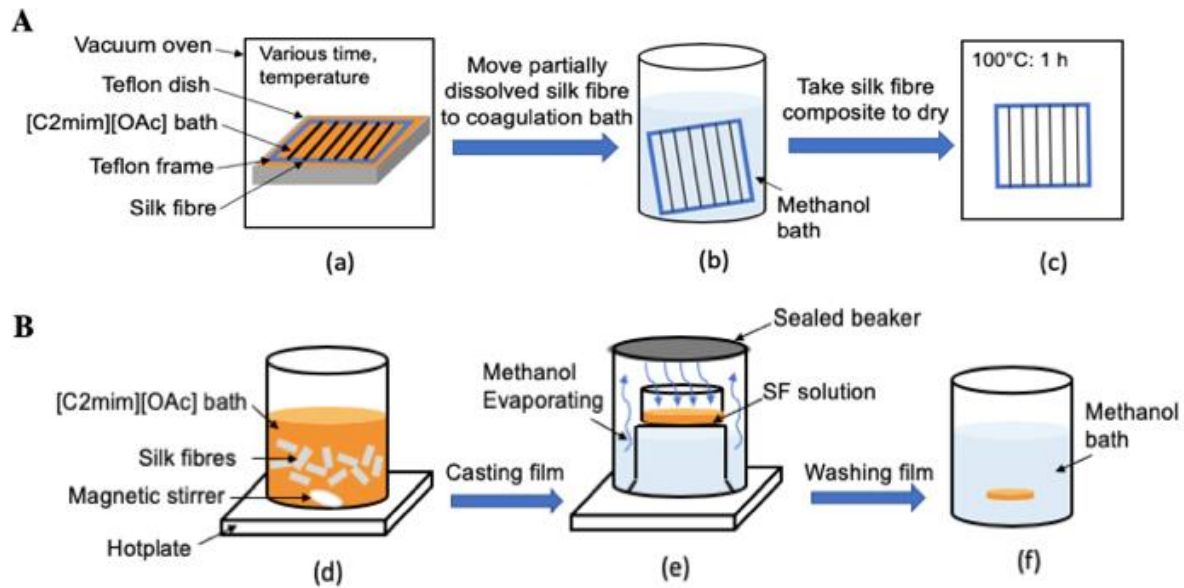 A
Vacuum oven
Teflon dish
[C2mim][OAc] bath
Teflon frame
Silk fibre
Various time,
temperature
(a)
Move partially
dissolved silk fibre
to coagulation bath
Methanol
bath
(b)
Take silk fibre
composite to dry
100°C: 1 h
(c)
B
[C2mim][OAc] bath
Silk fibres
Magnetic stirrer
Hotplate
(d)
Casting film
Methanol
Evaporating
Sealed beaker
SF solution
(e)
Washing film
Methanol
bath
(f)